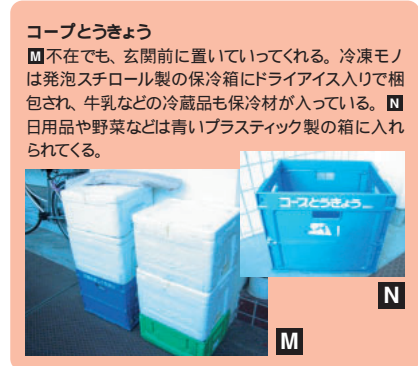 コープとうきょう
M不在でも、玄関前に置いていってくれる。冷凍モノ
は発泡スチロール製の保冷箱にドライアイス入りで梱
包され、牛乳などの冷蔵品も保冷材が入っている。N
日用品や野菜などは青いプラスティック製の箱に入れ
られてくる。
コープとうきょう
N
M